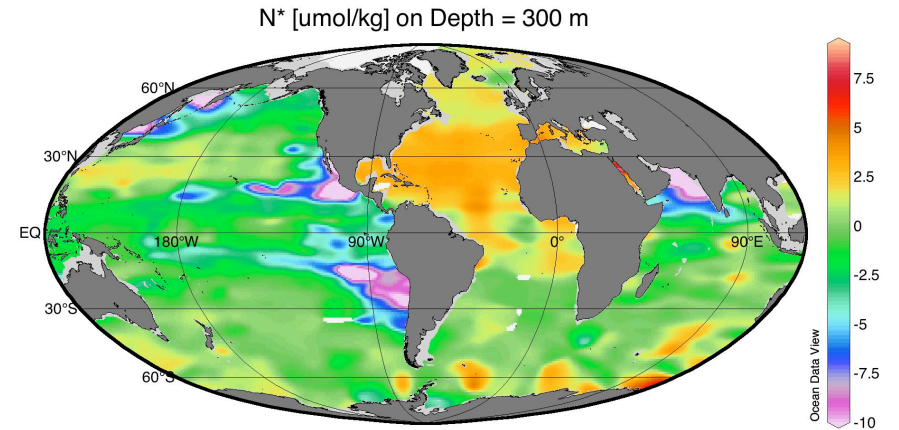 N* [umol/kg] on Depth = 300 m
60°N
30°N
EQ
180°W
90°W
0°
90°E
30°S
60°S
7.5
5
2.5
0
-2.5
-5
-7.5
-10
Ocean Data View